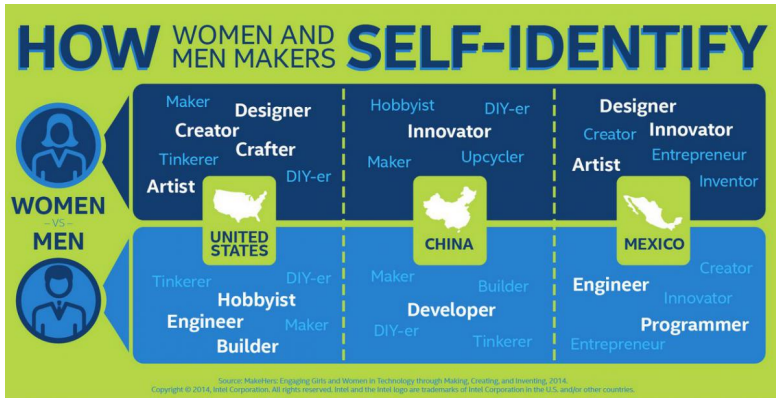 HOW WOMEN AND MEN MAKERS SELF-IDENTIFY
WOMEN
-VS-
MEN
Maker
Designer
Creator
Crafter
Tinkerer
DIY-er
Artist
UNITED
STATES
Hobbyist
DIY-er
Innovator
Maker
Upcycler
CHINA
Designer
Creator
Innovator
Artist
Entrepreneur
Inventor
MEXICO
Tinkerer
DIY-er
Hobbyist
Engineer
Maker
Builder
Maker
Builder
Developer
DIY-er
Tinkerer
Creator
Engineer
Innovator
Programmer
Entrepreneur
Source: MakeHers: Engaging Girls and Women in Technology through Making, Creating, and Inventing, 2014.
Copyright © 2014, Intel Corporation. All rights reserved. Intel and the Intel logo are trademarks of Intel Corporation in the U.S. and/or other countries.